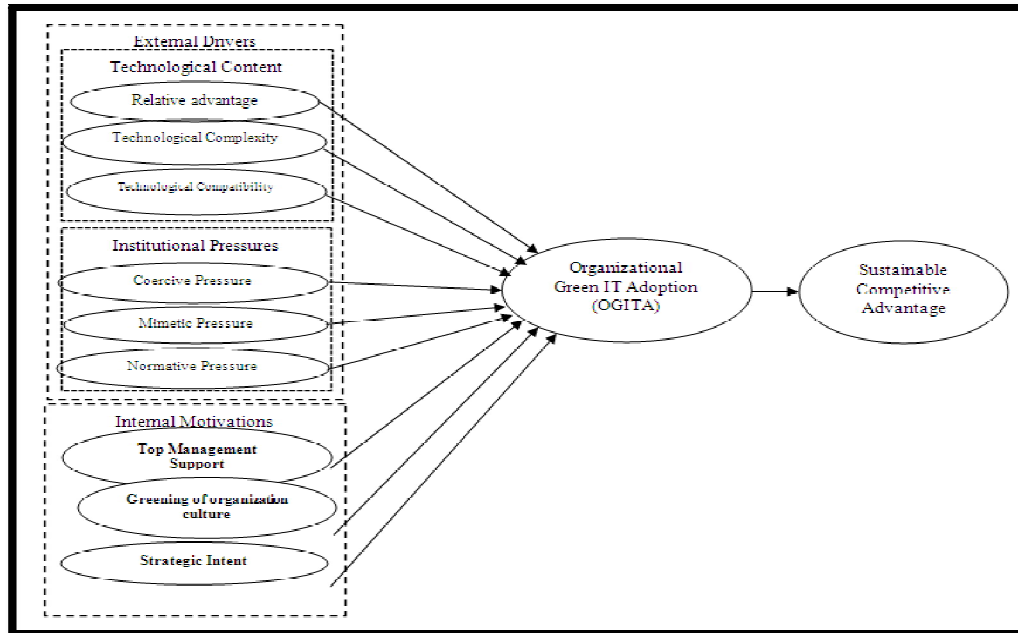 External Drivers
Technological Content
Relative advantage
Technological Complexity
Technological Compatibility
Institutional Pressures
Coercive Pressure
Mimetic Pressure
Normative Pressure
Internal Motivations
Top Management
Support
Greening of organization
culture
Strategic Intent
Organizational
Green IT Adoption
(OGITA)
Sustainable
Competitive
Advantage